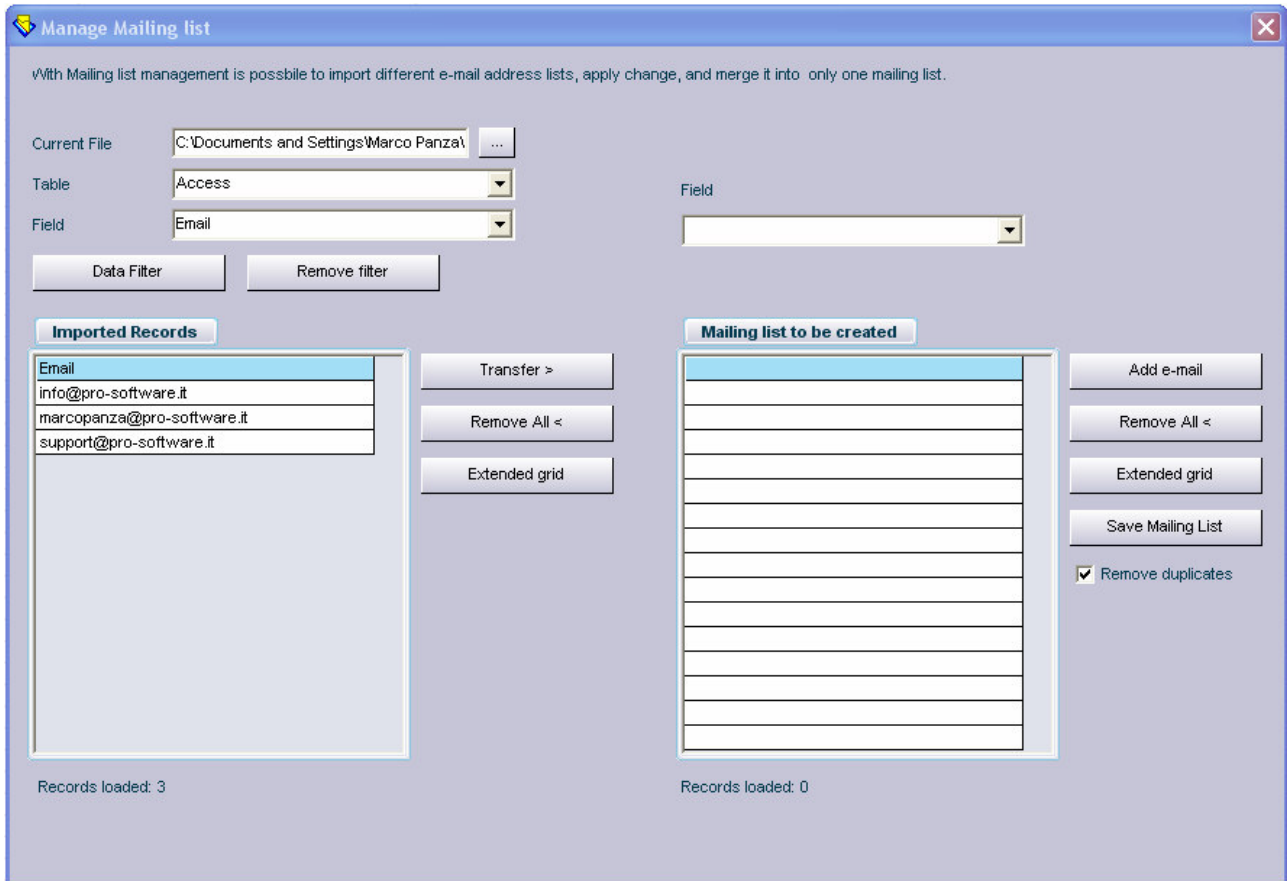 Manage Mailing list
With Mailing list management is possbile to import different e-mail address lists, apply change, and merge it into only one mailing list.
Current File
C:\Documents and Settings\Marco Panza\
...
Table
Access
Field
Email
Field
Data Filter
Remove filter
Imported Records
Email
info@pro-software.it
marcopanza@pro-software.it
support@pro-software.it
Transfer >
Remove All <
Extended grid
Records loaded: 3
Mailing list to be created
Add e-mail
Remove All <
Extended grid
Save Mailing List
Remove duplicates
Records loaded: 0